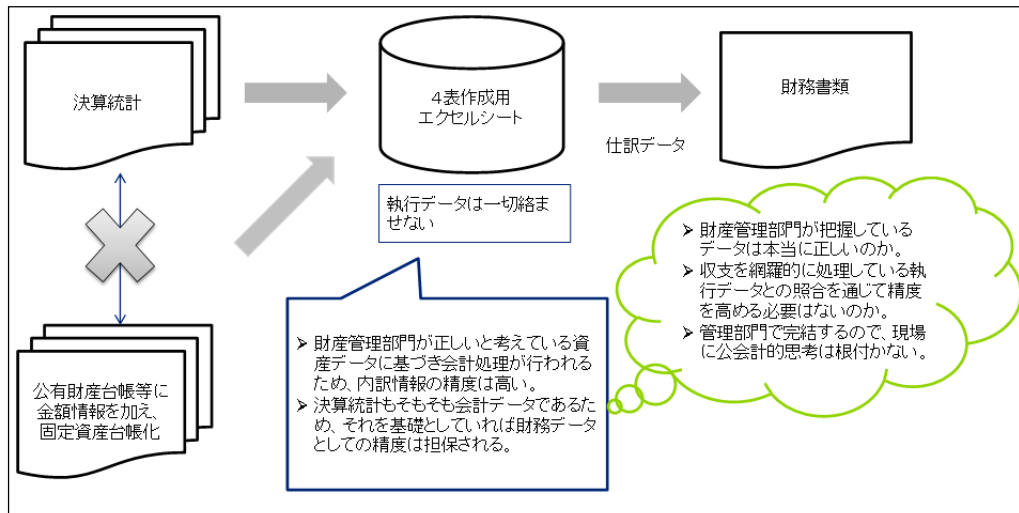 決算統計
４表作成用
エクセルシート
財務書類
仕訳データ
執行データは一切絡ま
せない
公有財産台帳等に
金額情報を加え、
固定資産台帳化
➢ 財産管理部門が正しいと考えている資
産データに基づき会計処理が行われる
ため、内訳情報の精度は高い。
➢ 決算統計もそもそも会計データであるた
め、それを基礎としていれば財務データ
としての精度は担保される。
➢ 財産管理部門が把握している
データは本当に正しいのか。
➢ 収支を網羅的に処理している執
行データとの照合を通じて精度
を高める必要はないのか。
➢ 管理部門で完結するので、現場
に公会計的思考は根付かない。